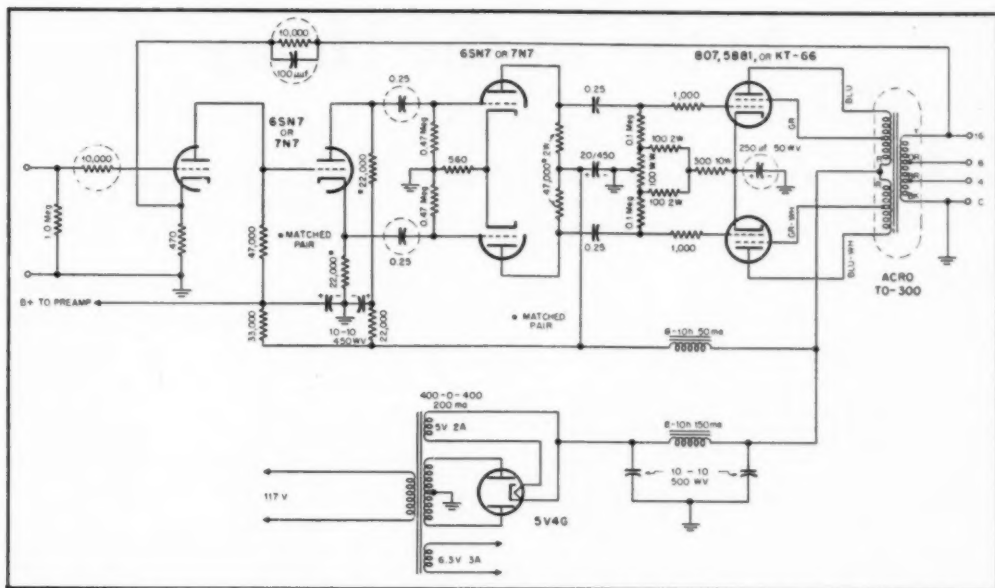 10,000
100 µµf
6SN7 OR 7N7
807, 5881, OR KT-66
0.25
0.25
6SN7
OR
7N7
10,000
0.47 Meg
0.1 Meg
1,000
BLU
GR
16
100 2W
250 µf 50 WV
8
*22,000
560
20/450
100 WW
300 10W
4
47,000* 2W
1.0 Meg
470
47,000
* MATCHED
PAIR
22,000*
0.47 Meg
0.25
0.25
0.1 Meg
100 2W
1,000
GR-WH
BLU-WH
C
ACRO
TO-300
B+ TO PREAMP
33,000
10-10
450 WV
22,000
* MATCHED
PAIR
8-10h 50 ma
400-0-400
200 ma
5V 2A
8-10h 150 ma
10-10
500 WV
117 V
5V4G
6.3V 3A